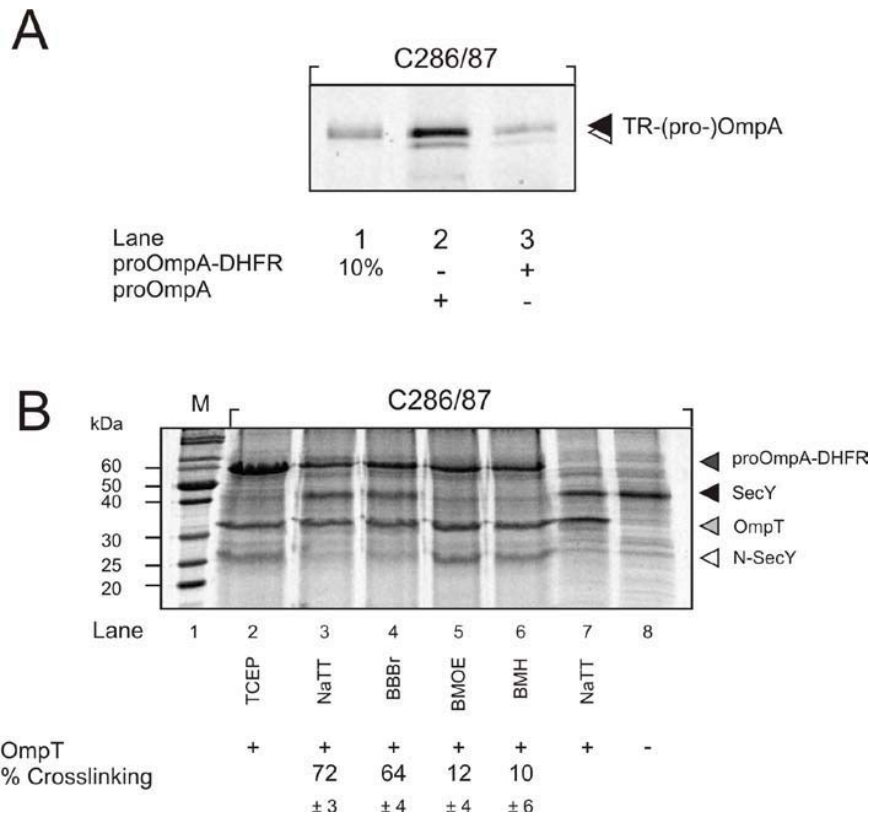 A
C286/87
TR-(pro-)OmpA
Lane 1 2 3
proOmpA-DHFR 10% - +
proOmpA + -
B
M C286/87
kDa
60
50
40
30
25
20
proOmpA-DHFR
SecY
OmpT
N-SecY
Lane 1 2 3 4 5 6 7 8
TCEP NaTT BBBr BMOE BMH NaTT
OmpT + + + + + + -
% Crosslinking 72 64 12 10
± 3 ± 4 ± 4 ± 6